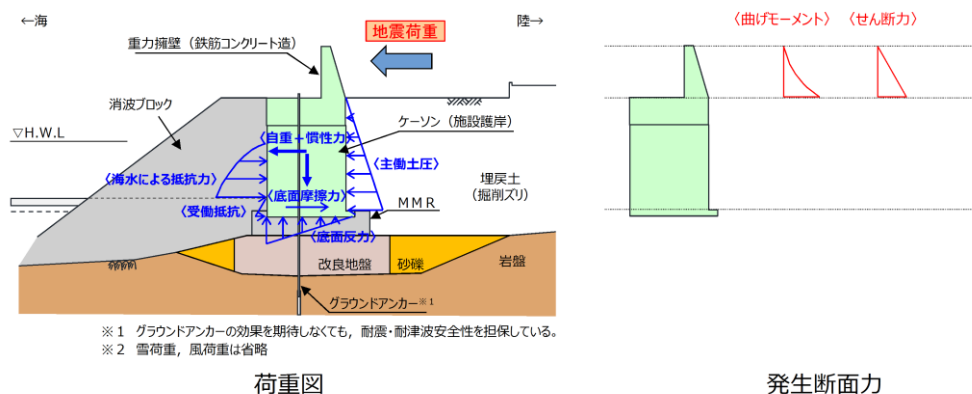 ←海
陸→
地震荷重
重力擁壁（鉄筋コンクリート造）
消波ブロック
▽H.W.L
ケーソン（施設護岸）
〈自重＋慣性力〉
〈主働土圧〉
〈海水による抵抗力〉
埋戻土
（掘削ズリ）
〈底面摩擦力〉
〈受働抵抗〉
MMR
〈底面反力〉
改良地盤
砂礫
岩盤
グラウンドアンカー※1
※1 グラウンドアンカーの効果を期待しなくても，耐震・耐津波安全性を担保している。
※2 雪荷重，風荷重は省略
荷重図
〈曲げモーメント〉
〈せん断力〉
発生断面力